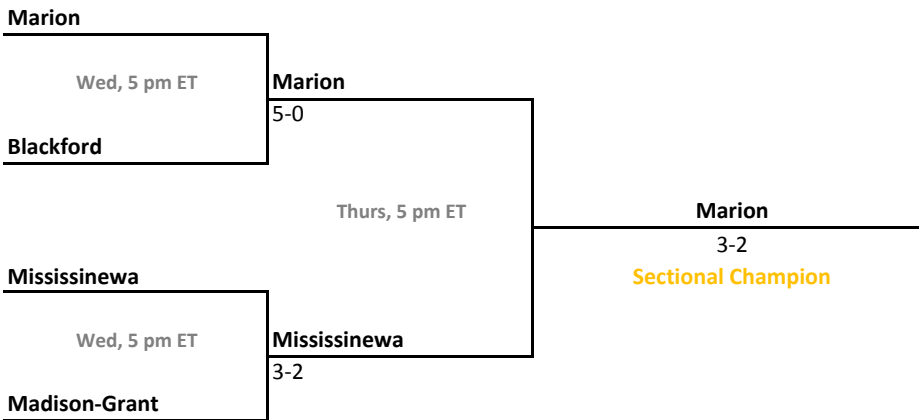 Marion
Wed, 5 pm ET
Marion
5-0
Blackford
Thurs, 5 pm ET
Marion
3-2
Sectional Champion
Mississinewa
Wed, 5 pm ET
Mississinewa
3-2
Madison-Grant